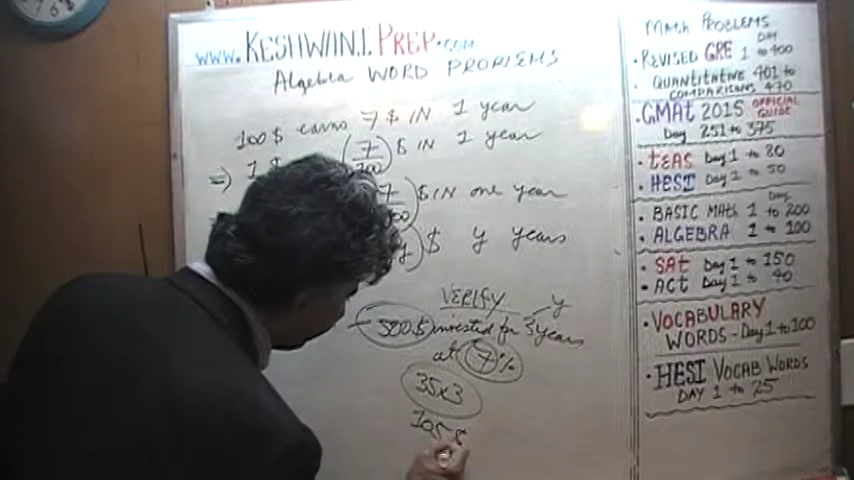 www.KESHWANIPREP.COM
Algebra WORD PROBLEMS
100$ earns 7$ IN 1 year
=) 1$ (7/100)$ IN 1 year
$ IN one year
y)$ y years
VERIFY
y
500$ invested for 3 years
at 7%
35x3
105$
Math PROBLEMS
DAY
• REVISED GRE 1 to 400
• QUANTITATIVE 401 to
COMPARISONS 470
• GMAt 2015 OFFICIAL GUIDE
Day 251 to 375
• tEAS Day 1 to 80
• HESI Day 1 to 50
Day
• BASIC Math 1 to 200
• ALGEBRA 1 to 100
• SAt Day 1 to 150
• ACt Day 1 to 40
• VOCABULARY
WORDS - Day 1 to 100
• HESI VOCAB WORDS
DAY 1 to 25